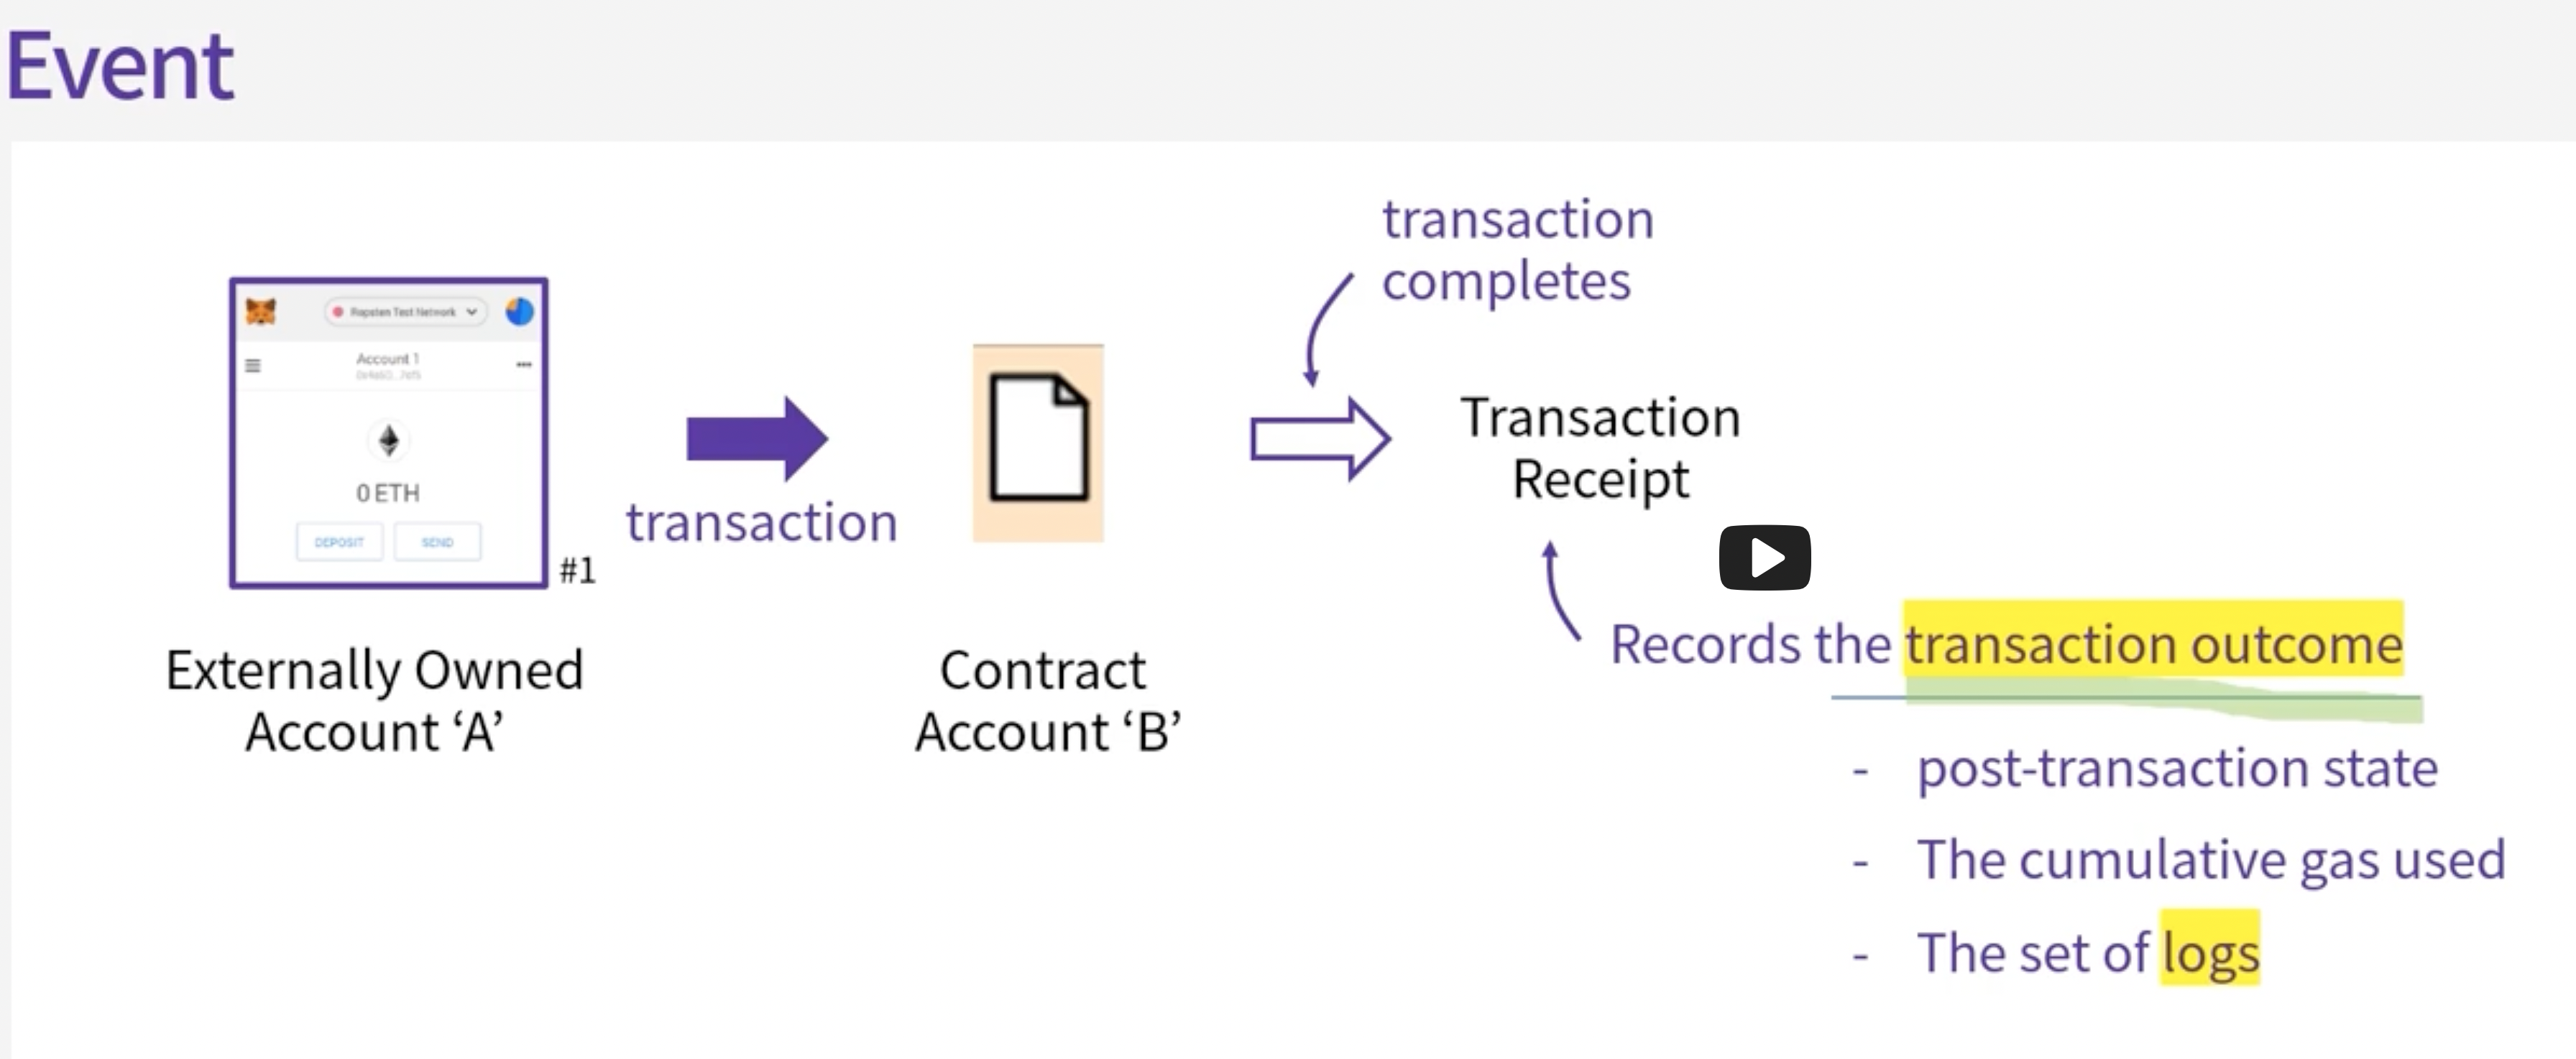 Event
transaction
completes
Ropsten Test Network
Account 1
0 ETH
DEPOSIT
SEND
#1
transaction
Transaction
Receipt
Records the transaction outcome
Externally Owned
Account ‘A’
Contract
Account ‘B’
- post-transaction state
- The cumulative gas used
- The set of logs